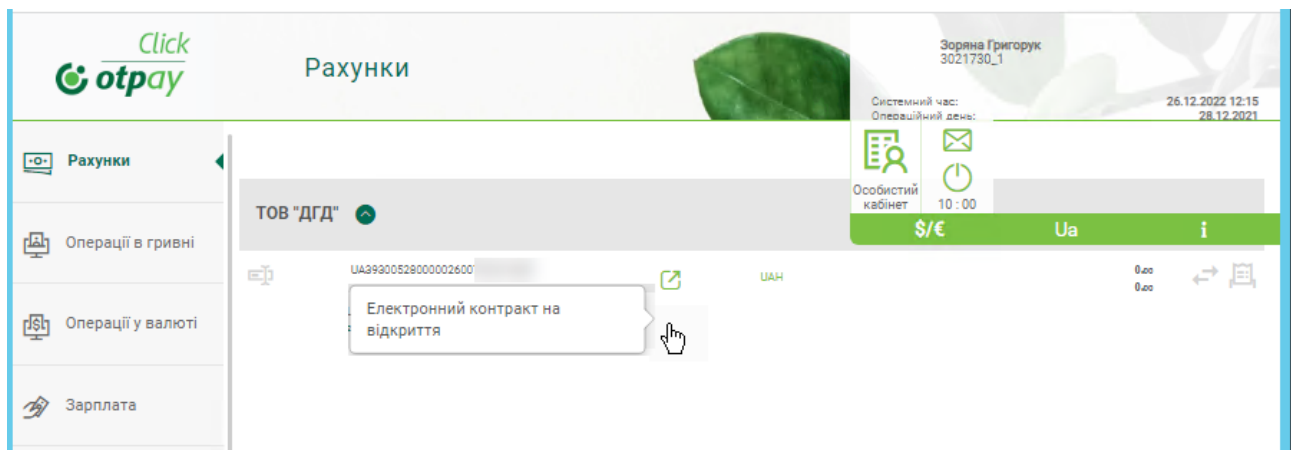 Click
otpay
Рахунки
Зоряна Григорук
3021730_1
Системний час:
26.12.2022 12:15
Операційний день:
28.12.2021
Рахунки
Особистий
кабінет
10 : 00
ТОВ "ДГД"
$/€
Ua
i
Операції в гривні
UA39300528000002600
UAH
0.00
0.00
Електронний контракт на
відкриття
Операції у валюті
Зарплата